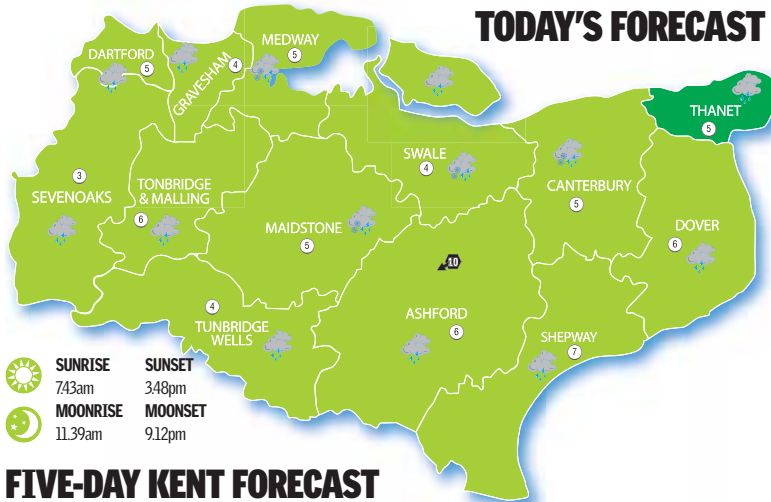 TODAY'S FORECAST
MEDWAY
5
DARTFORD
5
GRAVESHAM
4
THANET
5
SWALE
4
3
SEVENOAKS
TONBRIDGE
& MALLING
6
CANTERBURY
5
MAIDSTONE
5
DOVER
6
10
4
TUNBRIDGE
WELLS
ASHFORD
6
SHEPWAY
7
SUNRISE SUNSET
7.43am 3.48pm
MOONRISE MOONSET
11.39am 9.12pm
FIVE-DAY KENT FORECAST